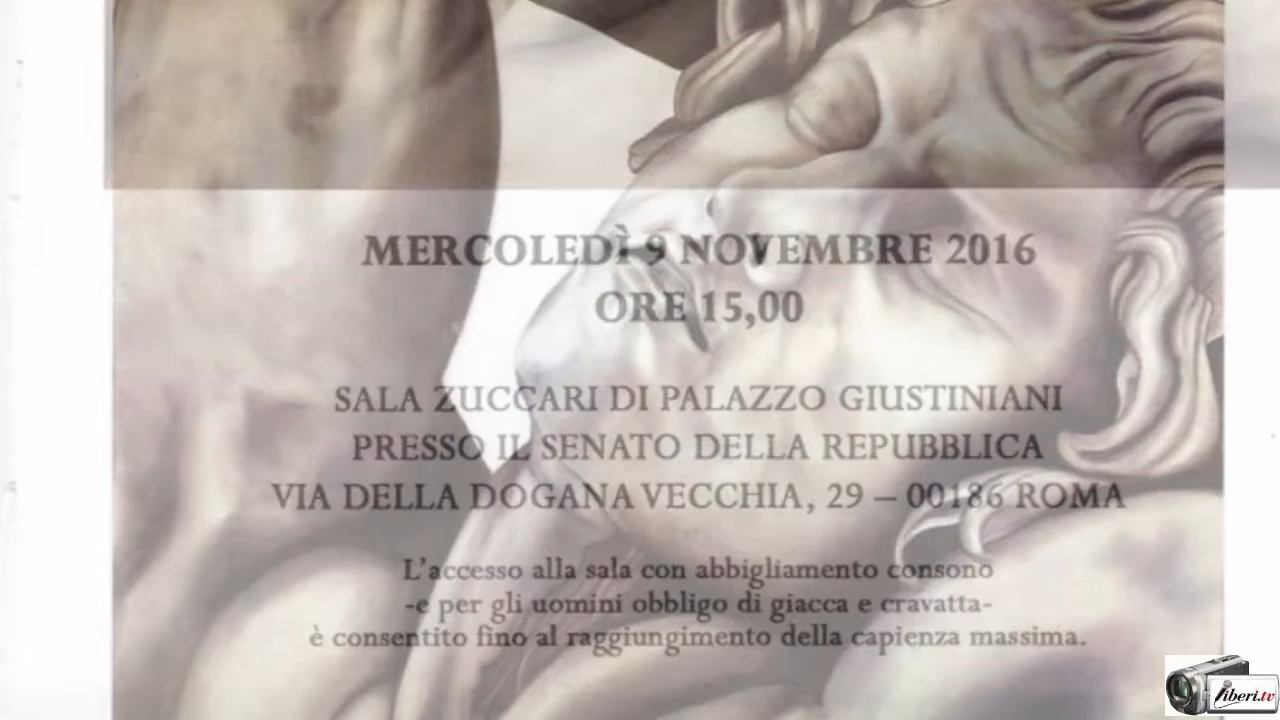 MERCOLEDÌ 9 NOVEMBRE 2016
ORE 15,00
SALA ZUCCARI DI PALAZZO GIUSTINIANI
PRESSO IL SENATO DELLA REPUBBLICA
VIA DELLA DOGANA VECCHIA, 29 – 00186 ROMA
L'accesso alla sala con abbigliamento consono
-e per gli uomini obbligo di giacca e cravatta-
è consentito fino al raggiungimento della capienza massima.
liberi.tv